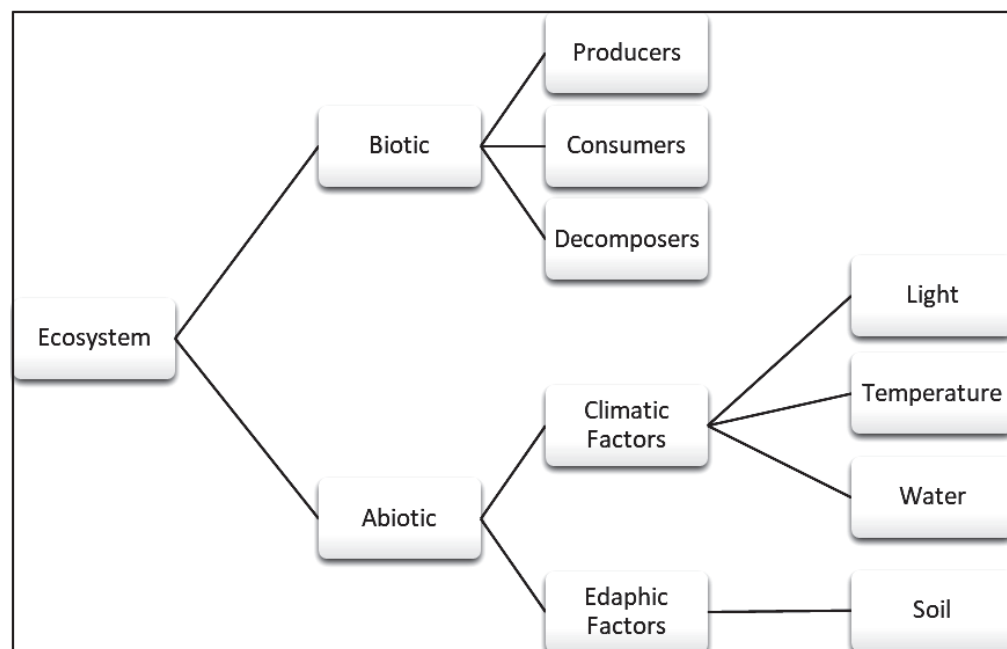 Producers
Biotic
Consumers
Decomposers
Light
Ecosystem
Temperature
Climatic
Factors
Water
Abiotic
Edaphic
Factors
Soil